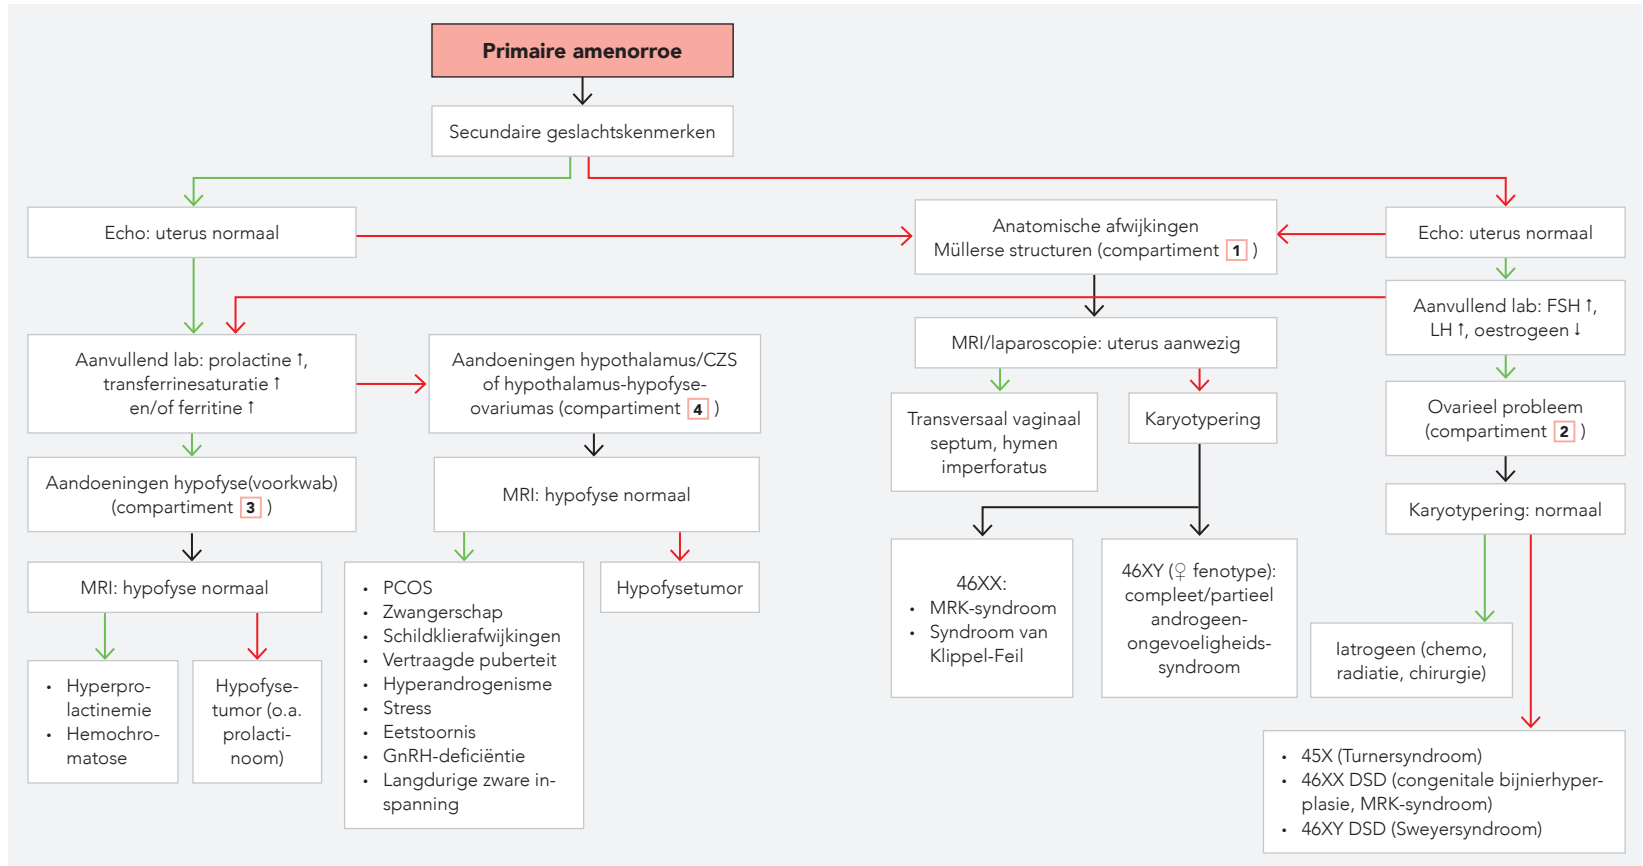 Primaire amenorroe
Secundaire geslachtskenmerken
Echo: uterus normaal
Anatomische afwijkingen
Müllerse structuren (compartiment 1 )
Echo: uterus normaal
Aanvullend lab: FSH ↑,
LH ↑, oestrogeen ↓
Aanvullend lab: prolactine ↑,
transferrinesaturatie ↑
en/of ferritine ↑
Aandoeningen hypothalamus/CZS
of hypothalamus-hypofyse-
ovariumas (compartiment 4 )
MRI/laparoscopie: uterus aanwezig
Ovarieel probleem
(compartiment 2 )
Transversaal vaginaal
septum, hymen
imperforatus
Karyotypering
Aandoeningen hypofyse(voorkwab)
(compartiment 3 )
MRI: hypofyse normaal
Karyotypering: normaal
MRI: hypofyse normaal
• PCOS
• Zwangerschap
• Schildklierafwijkingen
• Vertraagde puberteit
• Hyperandrogenisme
• Stress
• Eetstoornis
• GnRH-deficiëntie
• Langdurige zware in-
spanning
Hypofysetumor
46XX:
• MRK-syndroom
• Syndroom van
Klippel-Feil
46XY (♀ fenotype):
compleet/partieel
androgeen-
ongevoeligheids-
syndroom
Iatrogeen (chemo,
radiatie, chirurgie)
• Hyperpro-
lactinemie
• Hemochro-
matose
Hypofyse-
tumor (o.a.
prolacti-
noom)
• 45X (Turnersyndroom)
• 46XX DSD (congenitale bijnierhyper-
plasie, MRK-syndroom)
• 46XY DSD (Sweyersyndroom)